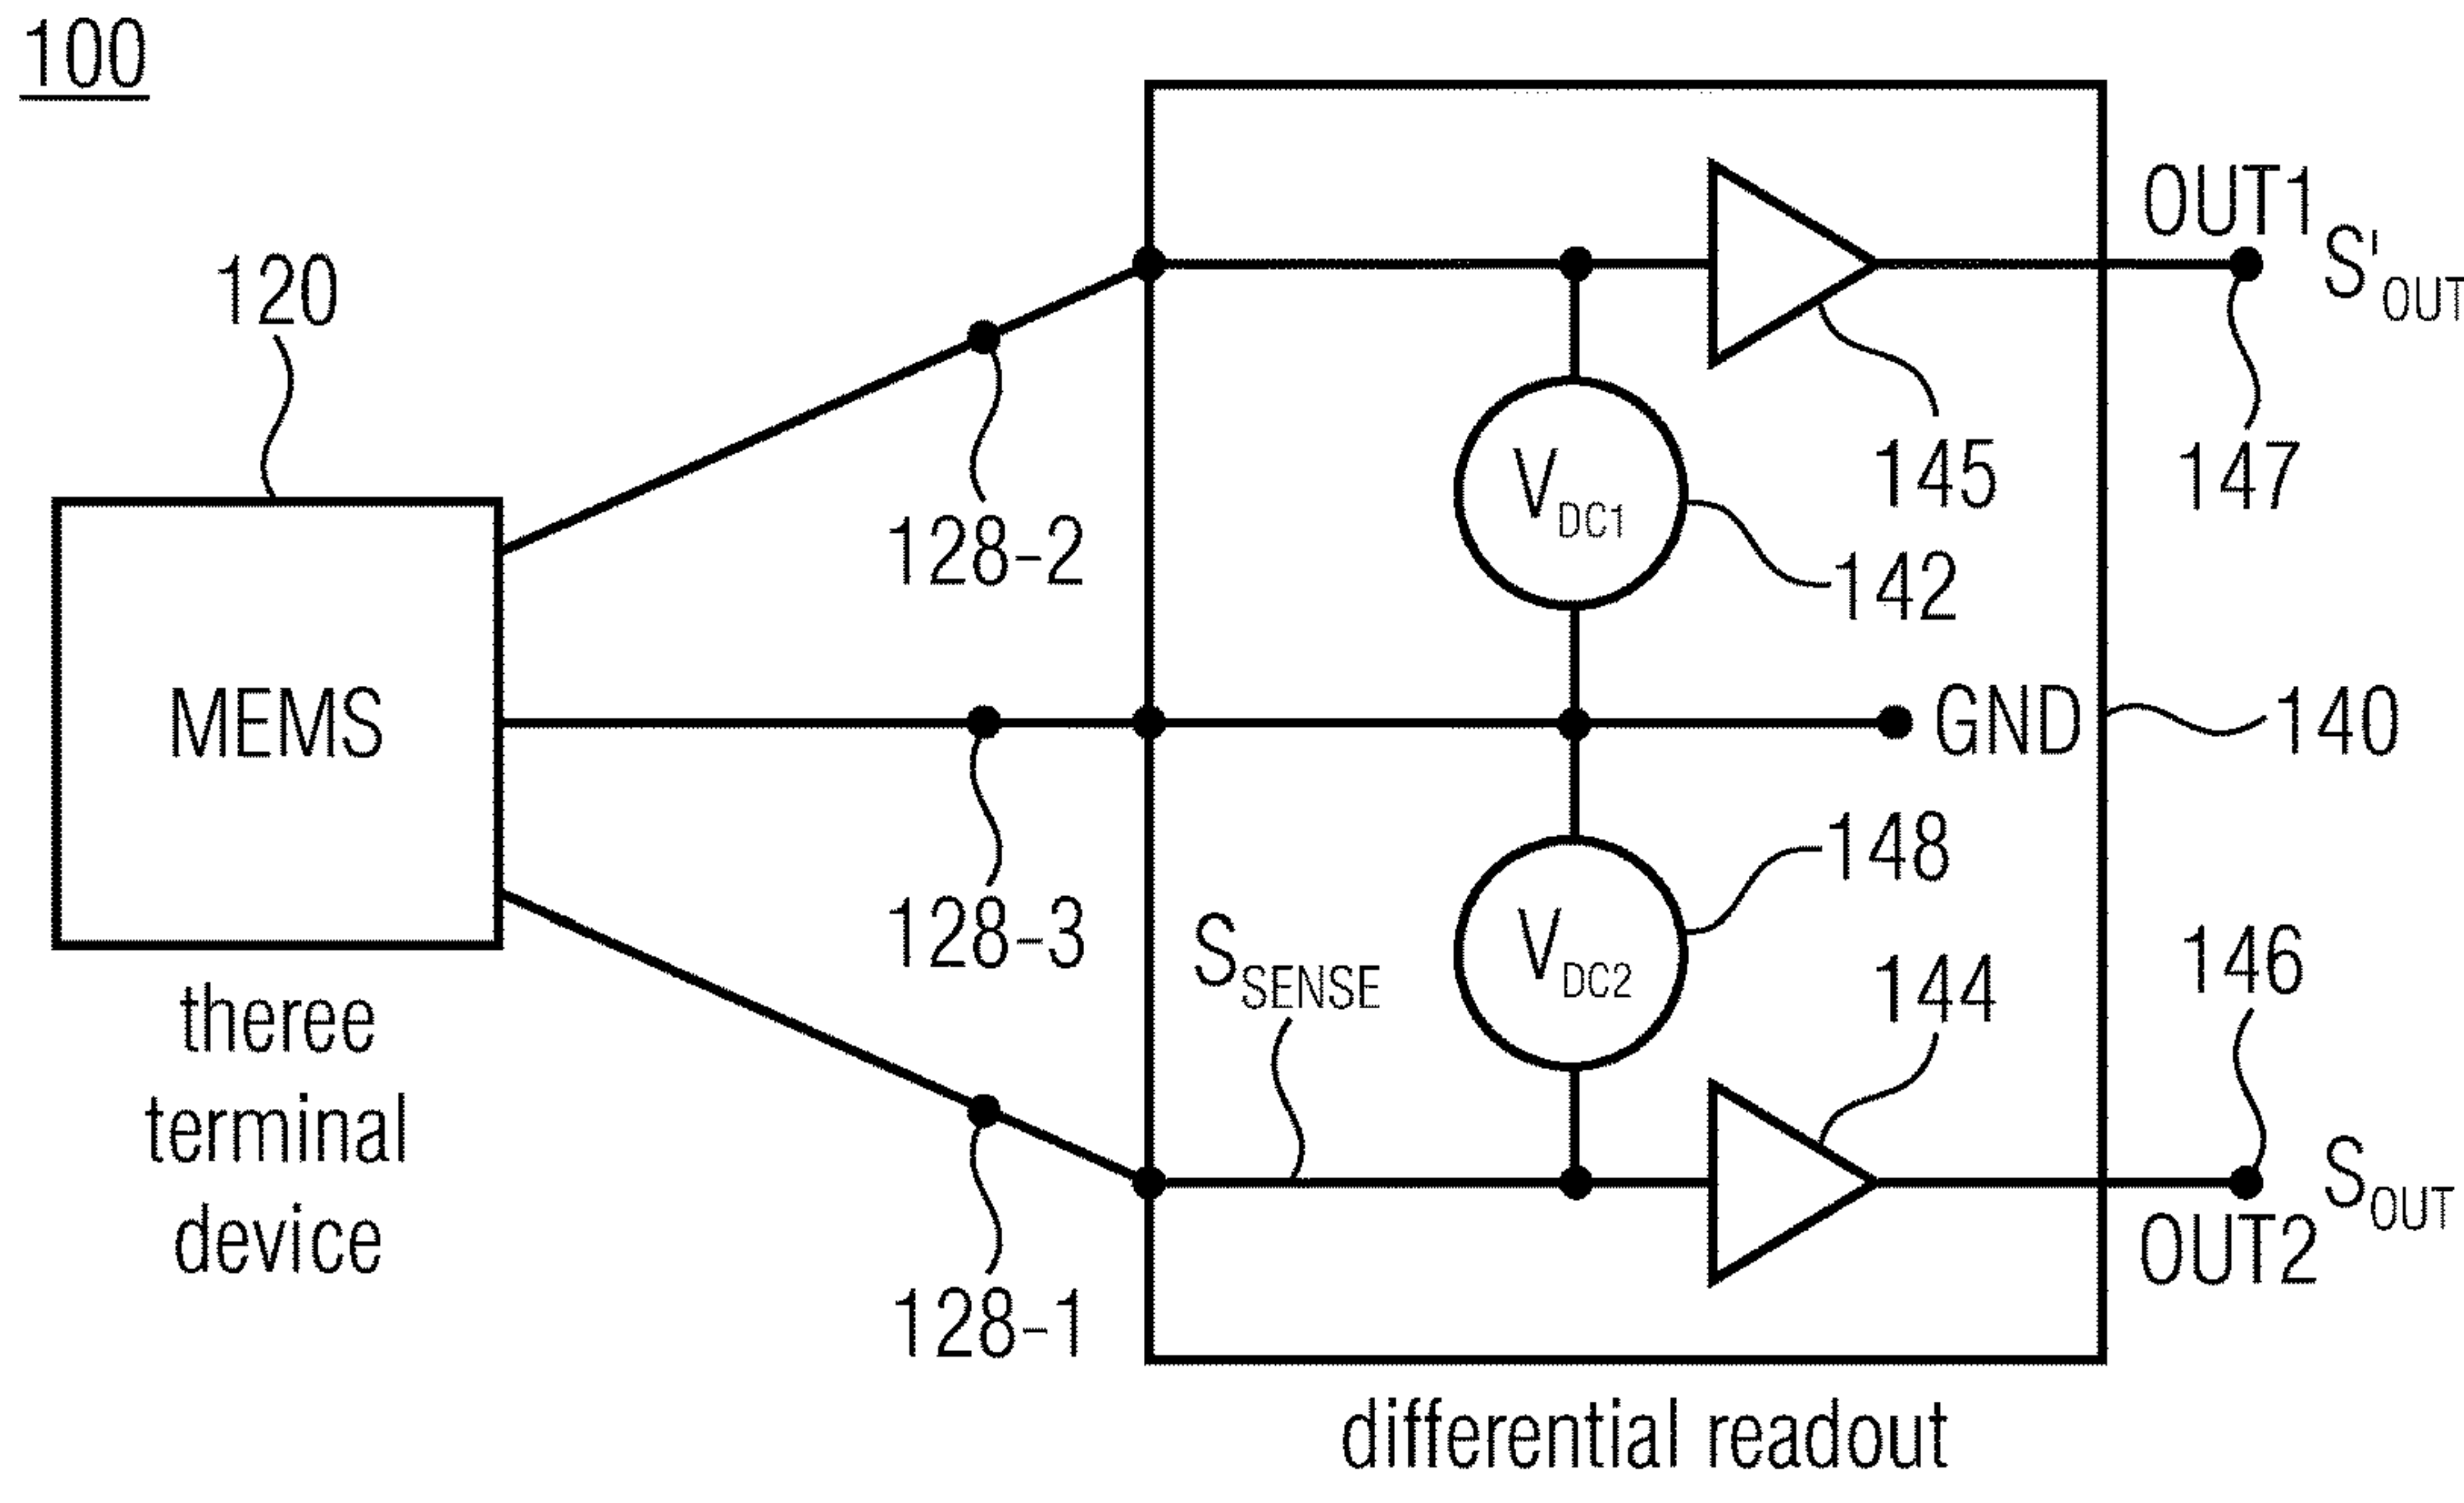 100
OUT1
S'OUT
120
145
147
VDC1
128-2
142
MEMS
GND
140
148
128-3
SSENSE
VDC2
144
146
theree
terminal
device
SOUT
OUT2
128-1
differential readout